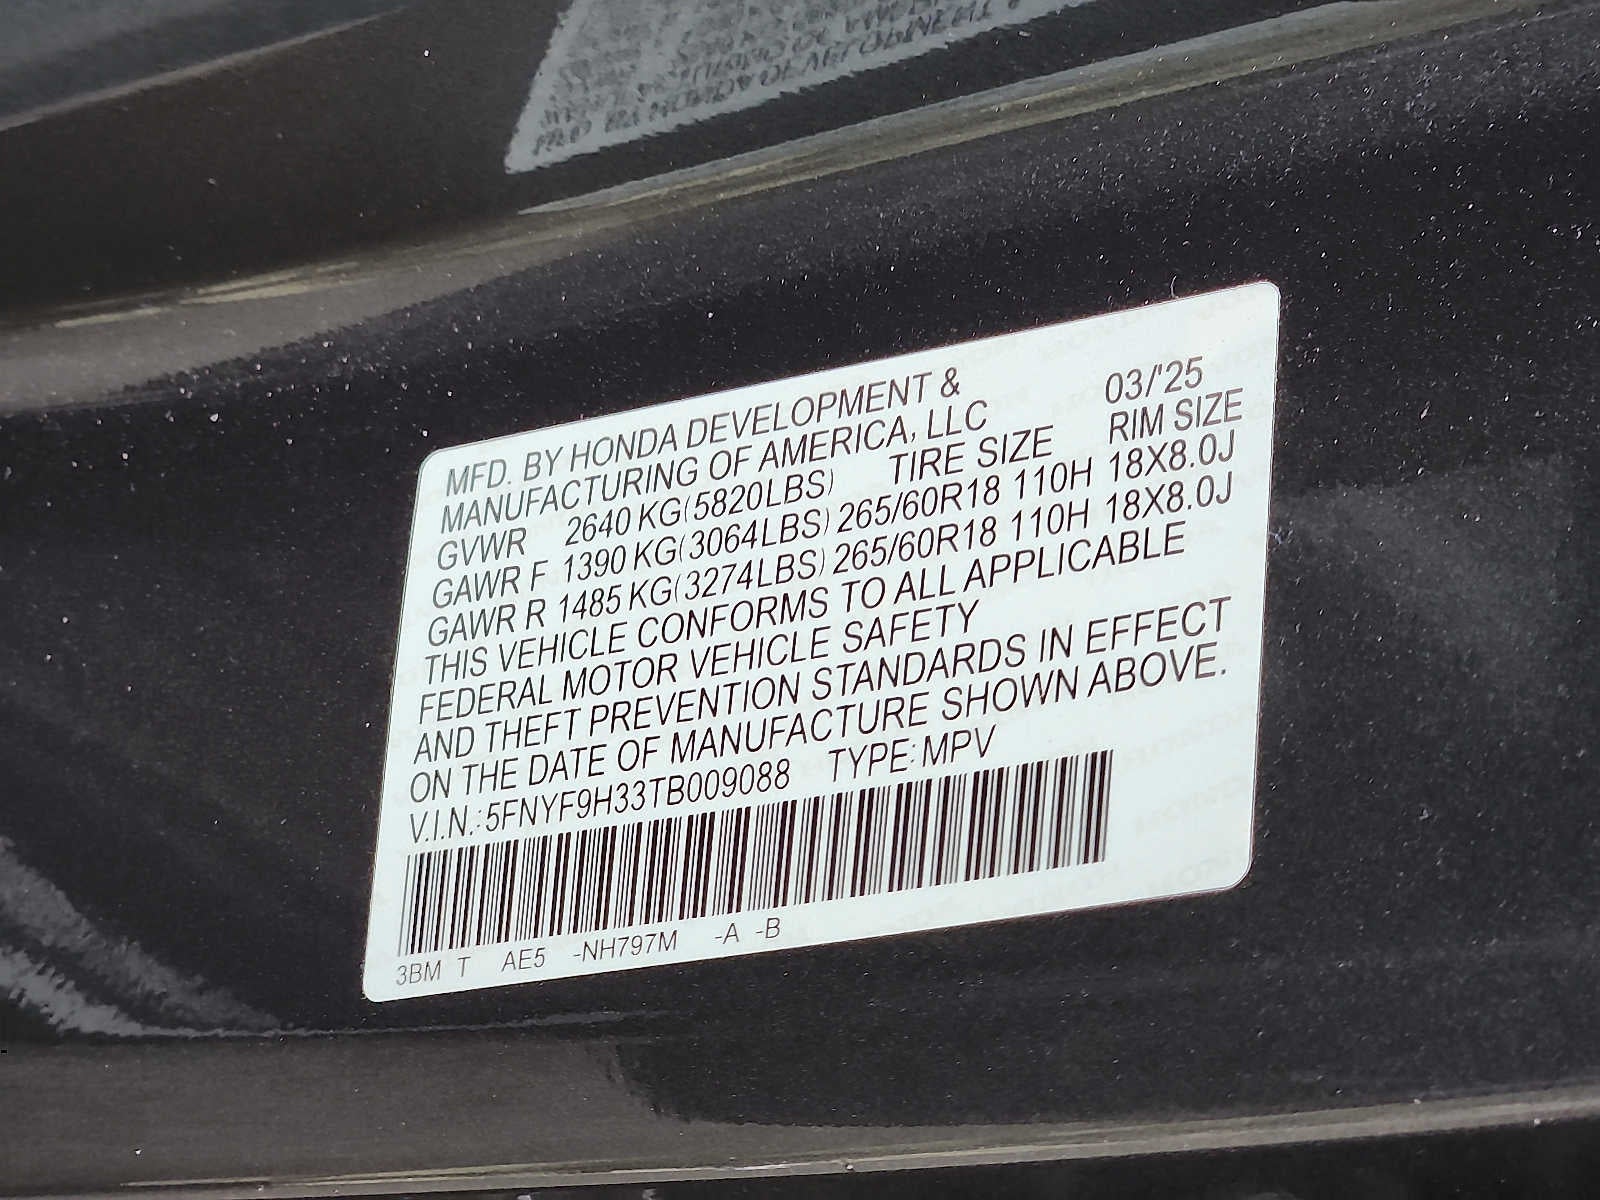 MFD. BY HONDA DEVELOPMENT &
MANUFACTURING OF AMERICA, LLC 03/'25
GVWR 2640 KG(5820LBS) TIRE SIZE RIM SIZE
GAWR F 1390 KG(3064LBS) 265/60R18 110H 18X8.0J
GAWR R 1485 KG(3274LBS) 265/60R18 110H 18X8.0J
THIS VEHICLE CONFORMS TO ALL APPLICABLE
FEDERAL MOTOR VEHICLE SAFETY
AND THEFT PREVENTION STANDARDS IN EFFECT
ON THE DATE OF MANUFACTURE SHOWN ABOVE.
V.I.N.: 5FNYF9H33TB009088 TYPE: MPV
3BM T AE5 -NH797M -A -B